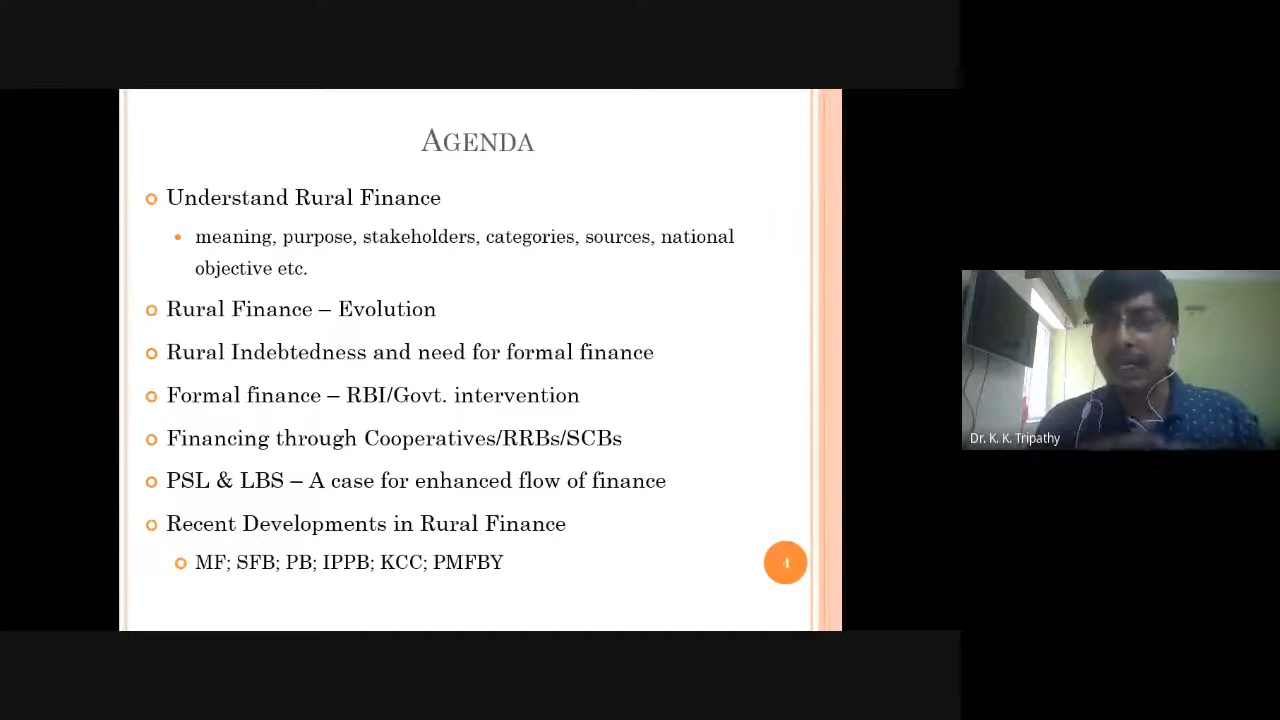 AGENDA
Understand Rural Finance
meaning, purpose, stakeholders, categories, sources, national
objective etc.
Rural Finance – Evolution
Rural Indebtedness and need for formal finance
Formal finance – RBI/Govt. intervention
Financing through Cooperatives/RRBs/SCBs
PSL & LBS – A case for enhanced flow of finance
Recent Developments in Rural Finance
MF; SFB; PB; IPPB; KCC; PMFBY
4
Dr. K. K. Tripathy